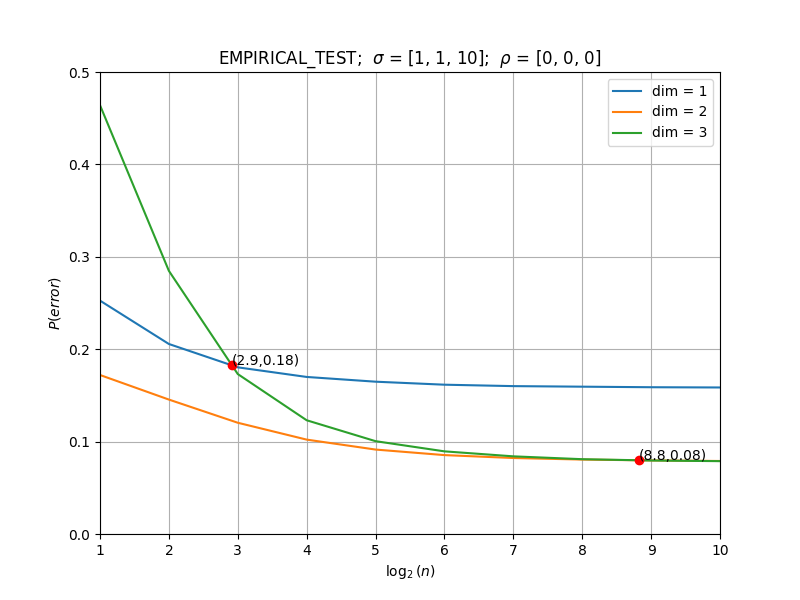 EMPIRICAL_TEST; σ = [1, 1, 10]; ρ = [0, 0, 0]
0.5
0.4
0.3
0.2
0.1
0.0
P(error)
dim = 1
dim = 2
dim = 3
(2.9,0.18)
(8.8,0.08)
1 2 3 4 5 6 7 8 9 10
log₂(n)